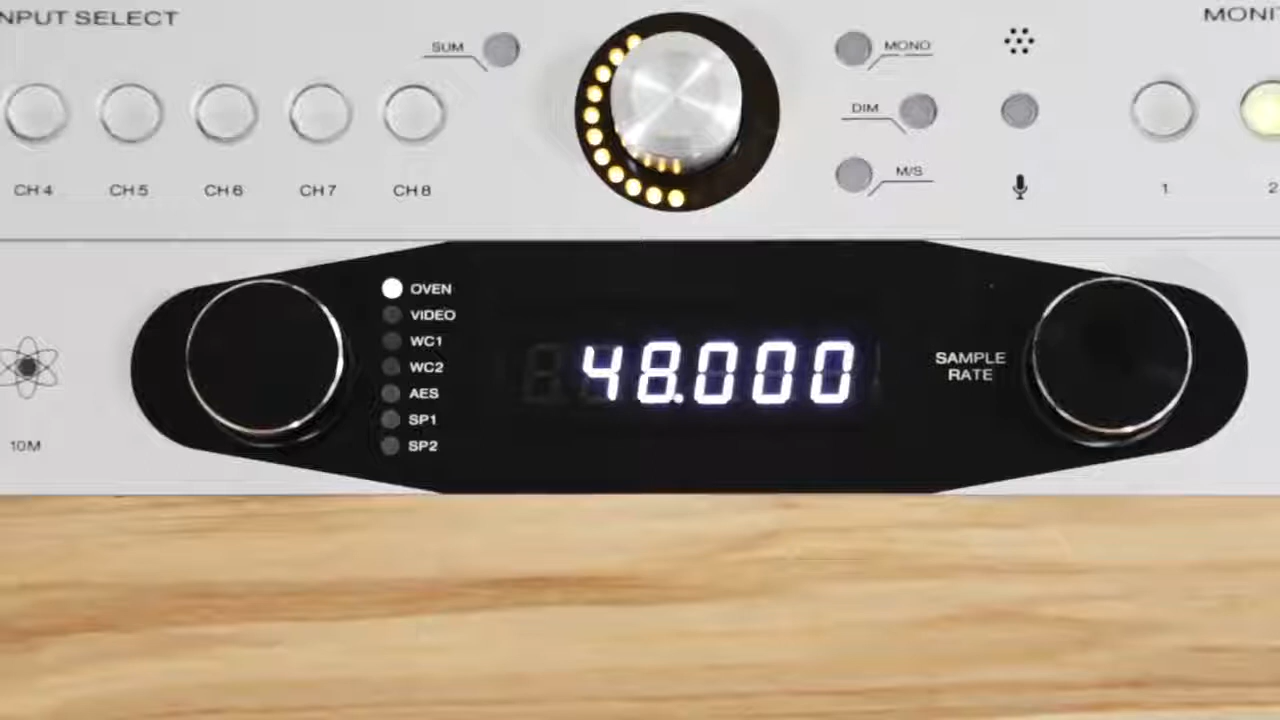 NPUT SELECT
MONI
SUM
MONO
DIM
M/S
CH 4
CH 5
CH 6
CH 7
CH 8
1
2
OVEN
VIDEO
WC1
WC2
AES
SP1
SP2
48.000
SAMPLE
RATE
10M